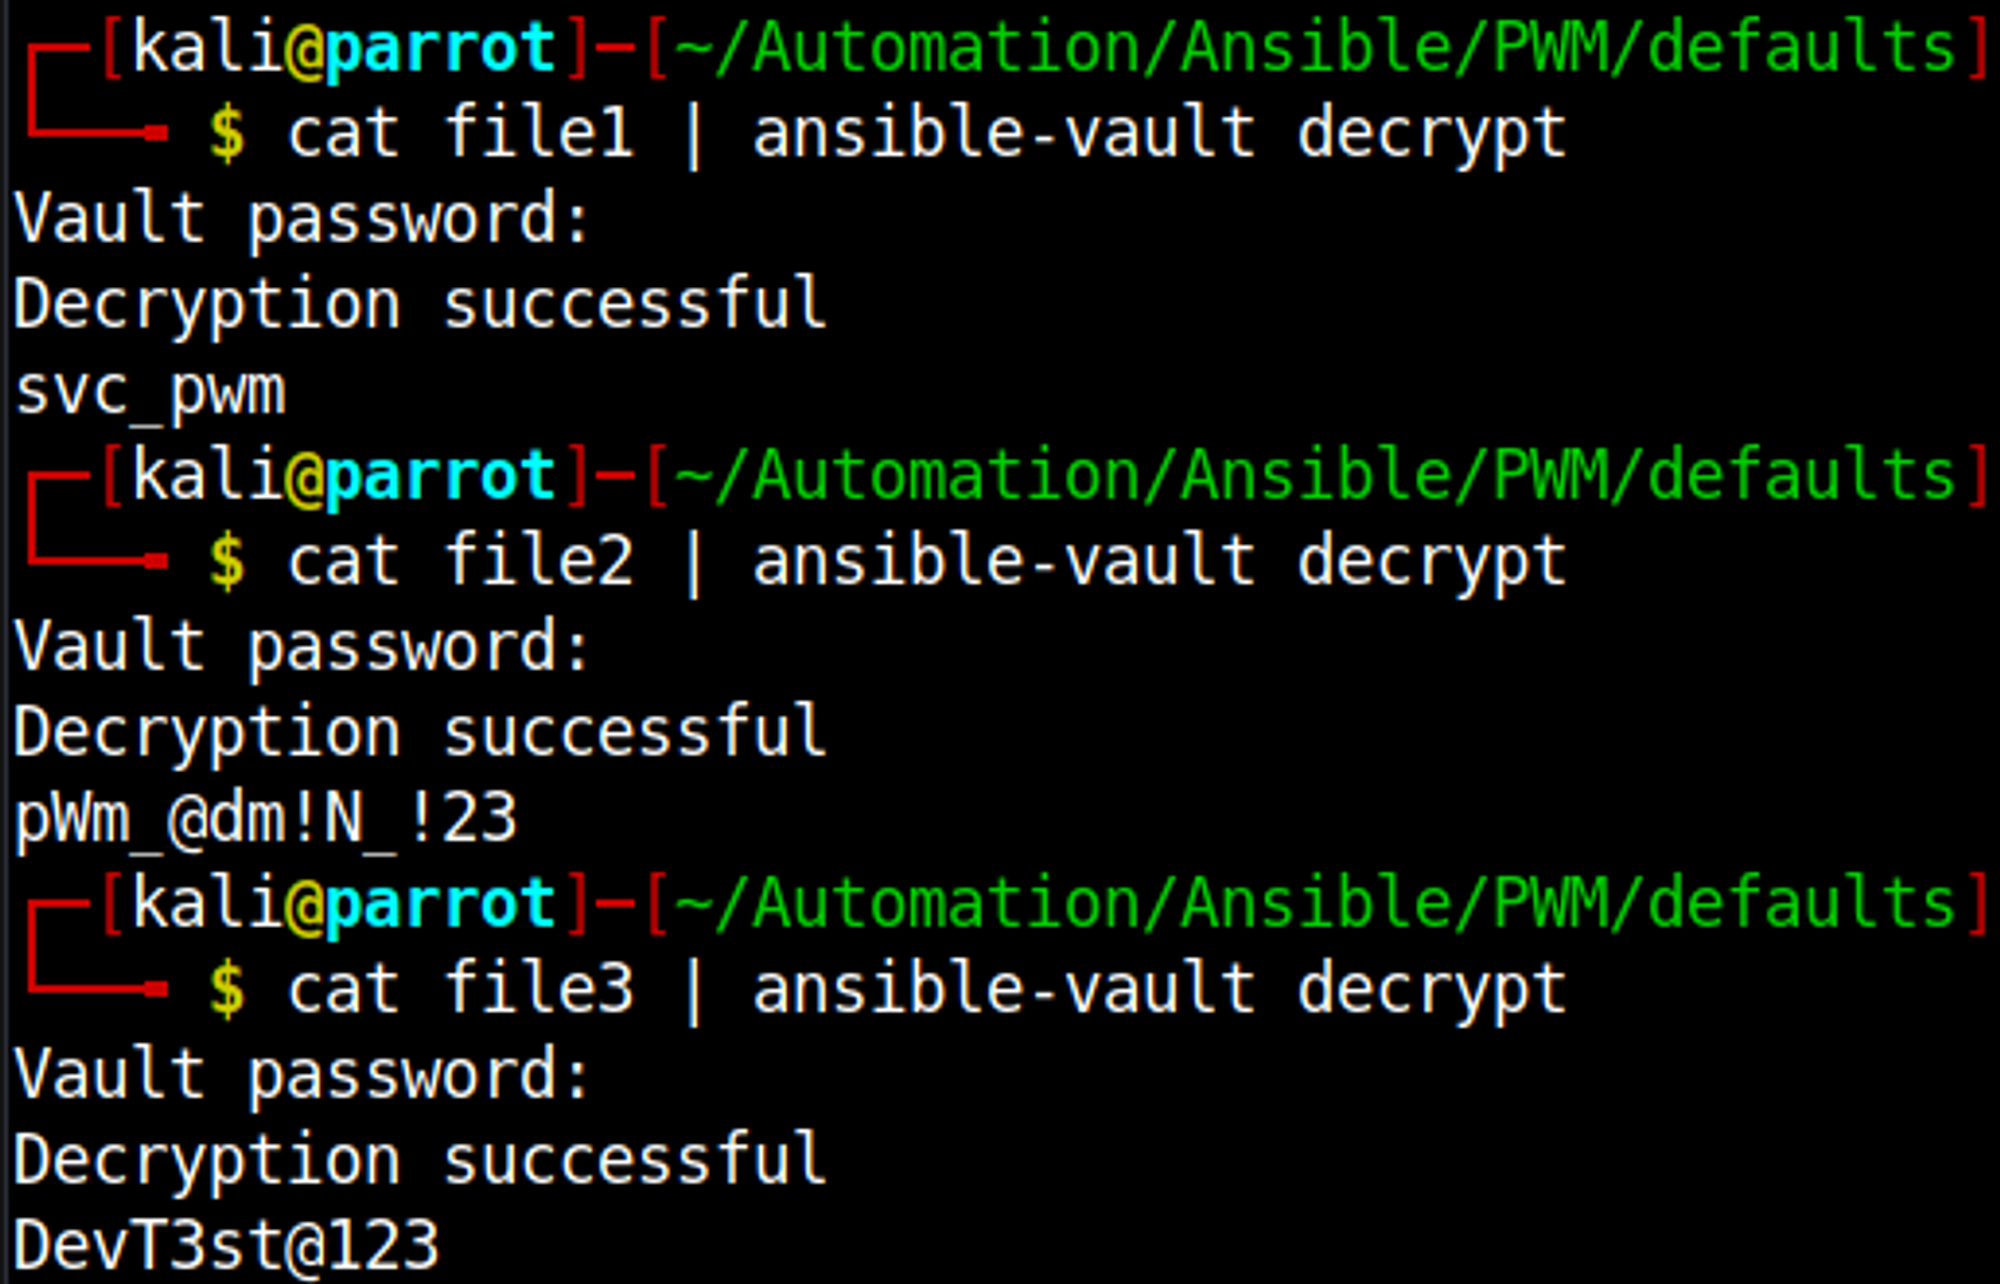 ┌─[kali@parrot]─[~/Automation/Ansible/PWM/defaults]
└──╼ $ cat file1 | ansible-vault decrypt
Vault password:
Decryption successful
svc_pwm
┌─[kali@parrot]─[~/Automation/Ansible/PWM/defaults]
└──╼ $ cat file2 | ansible-vault decrypt
Vault password:
Decryption successful
pWm_@dm!N_!23
┌─[kali@parrot]─[~/Automation/Ansible/PWM/defaults]
└──╼ $ cat file3 | ansible-vault decrypt
Vault password:
Decryption successful
DevT3st@123